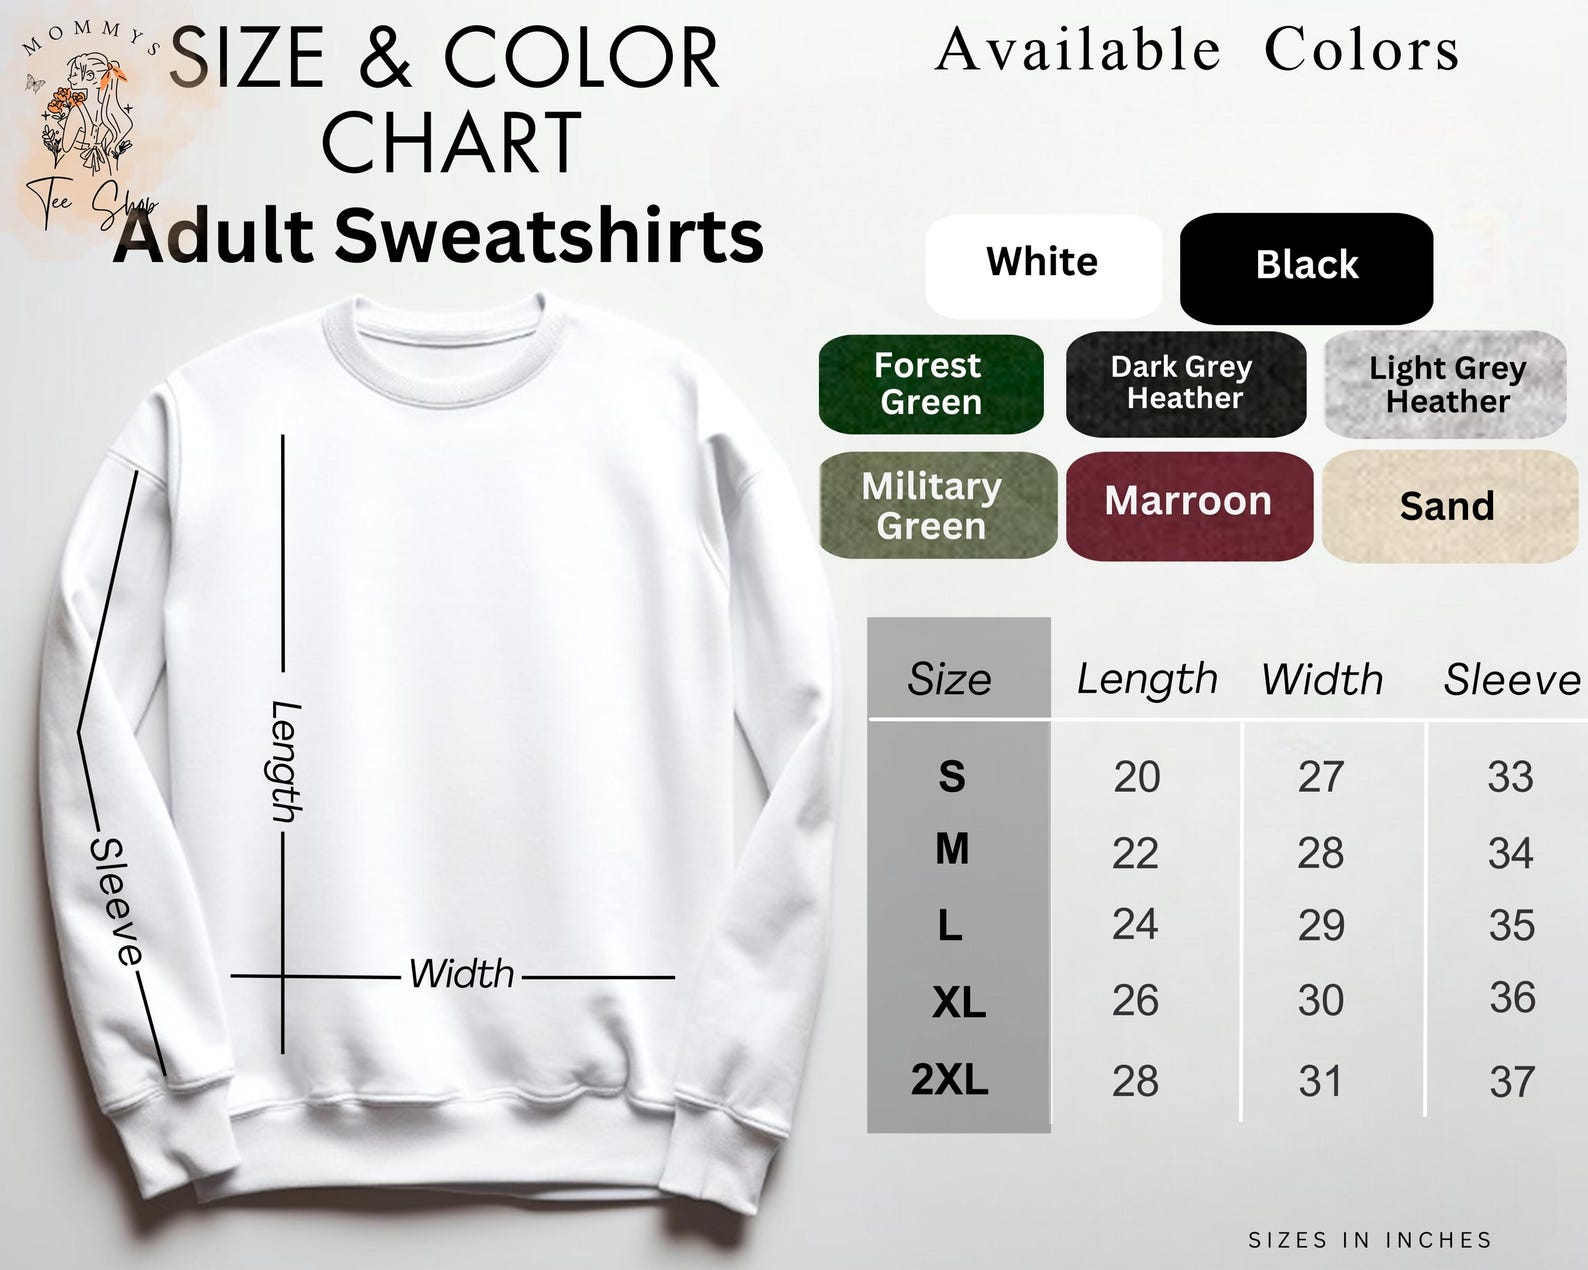 MOMMYS
Tee Shop
SIZE & COLOR
CHART
Adult Sweatshirts
Available Colors
White
Black
Forest
Green
Dark Grey
Heather
Light Grey
Heather
Military
Green
Marroon
Sand
Length
Sleeve
Width
Size Length Width Sleeve
S 20 27 33
M 22 28 34
L 24 29 35
XL 26 30 36
2XL 28 31 37
SIZES IN INCHES